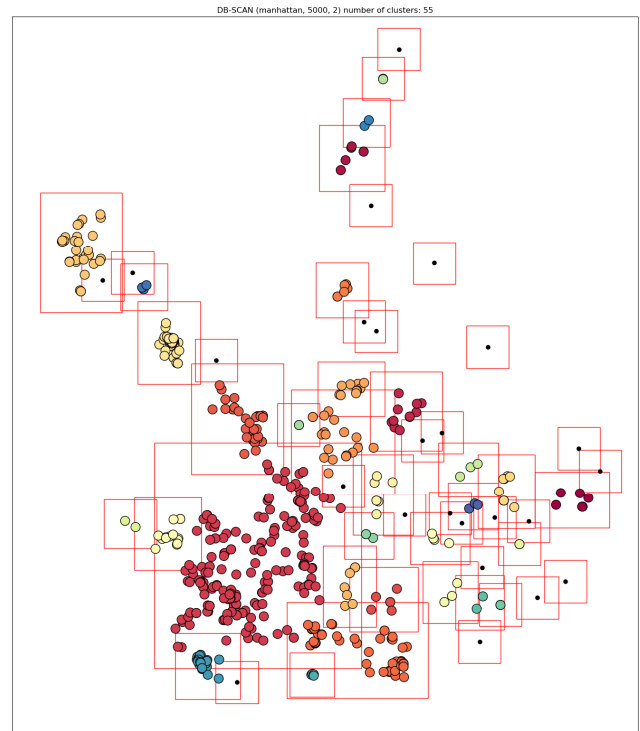 DB-SCAN (manhattan, 5000, 2) number of clusters: 55